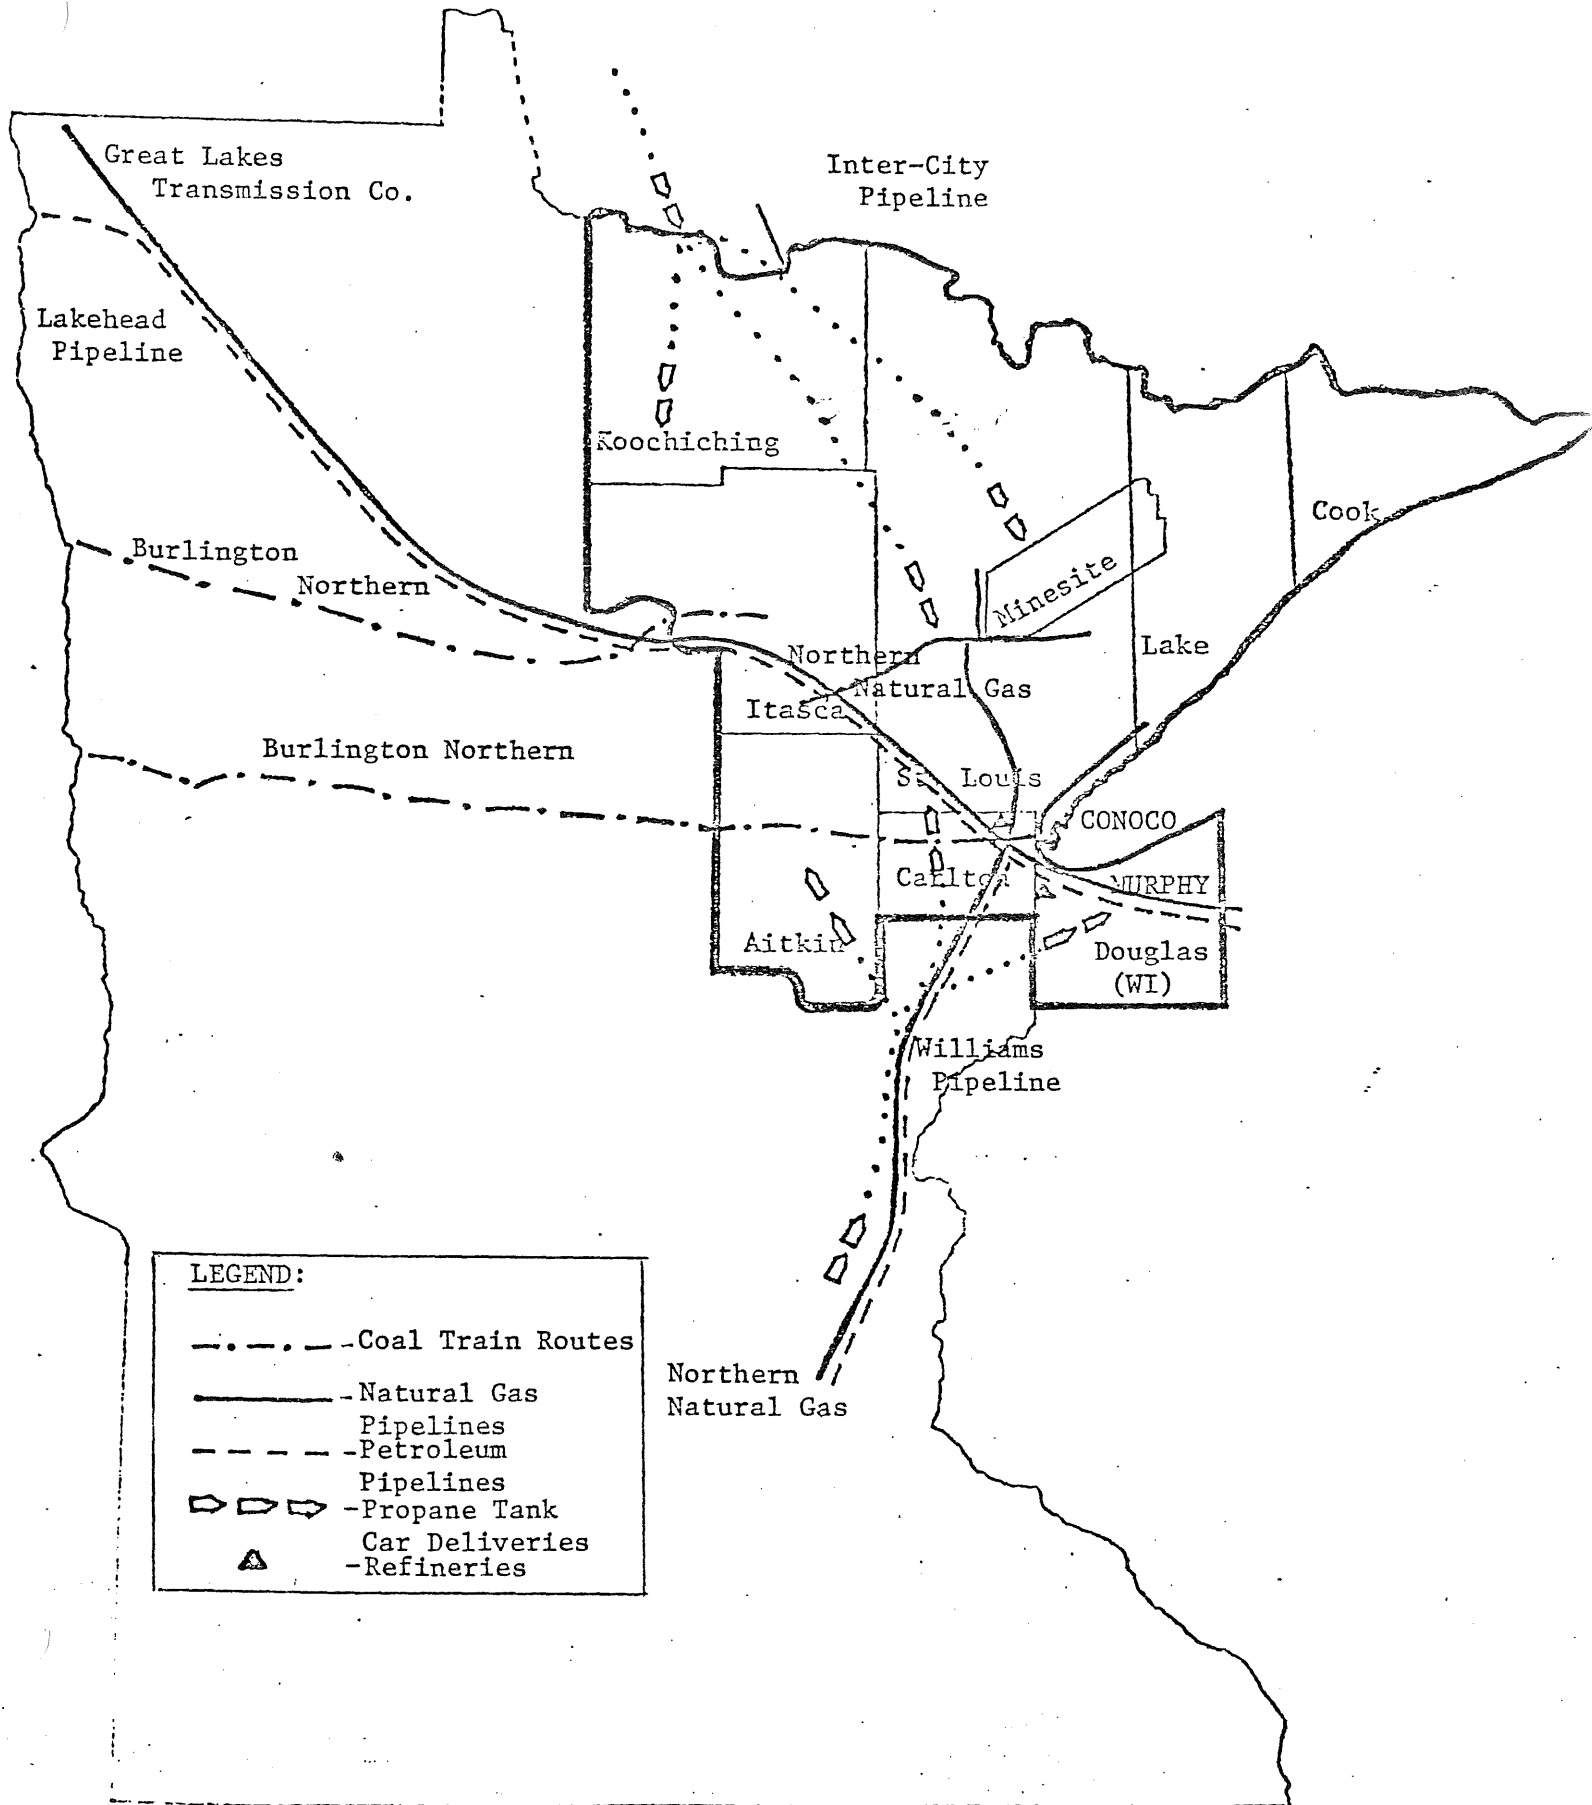 Great Lakes
Transmission Co.
Inter-City
Pipeline
Lakehead
Pipeline
Koochiching
Cook
Burlington
Northern
Minesite
Lake
Northern
Natural Gas
Itasca
Burlington Northern
St. Louis
CONOCO
Carlton
MURPHY
Aitkin
Douglas
(WI)
Williams
Pipeline
LEGEND:
-Coal Train Routes
-Natural Gas
Pipelines
-Petroleum
Pipelines
-Propane Tank
Car Deliveries
-Refineries
Northern
Natural Gas